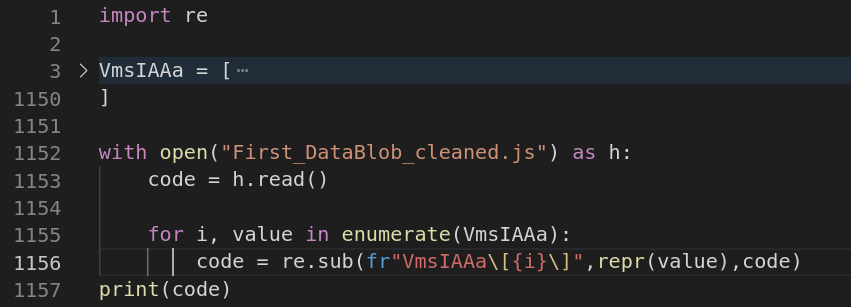 1 import re
2
3 > VmsIAAa = [ ⋯
1150 ]
1151
1152 with open("First_DataBlob_cleaned.js") as h:
1153     code = h.read()
1154
1155     for i, value in enumerate(VmsIAAa):
1156         code = re.sub(fr"VmsIAAa\[{i}\]",repr(value),code)
1157 print(code)